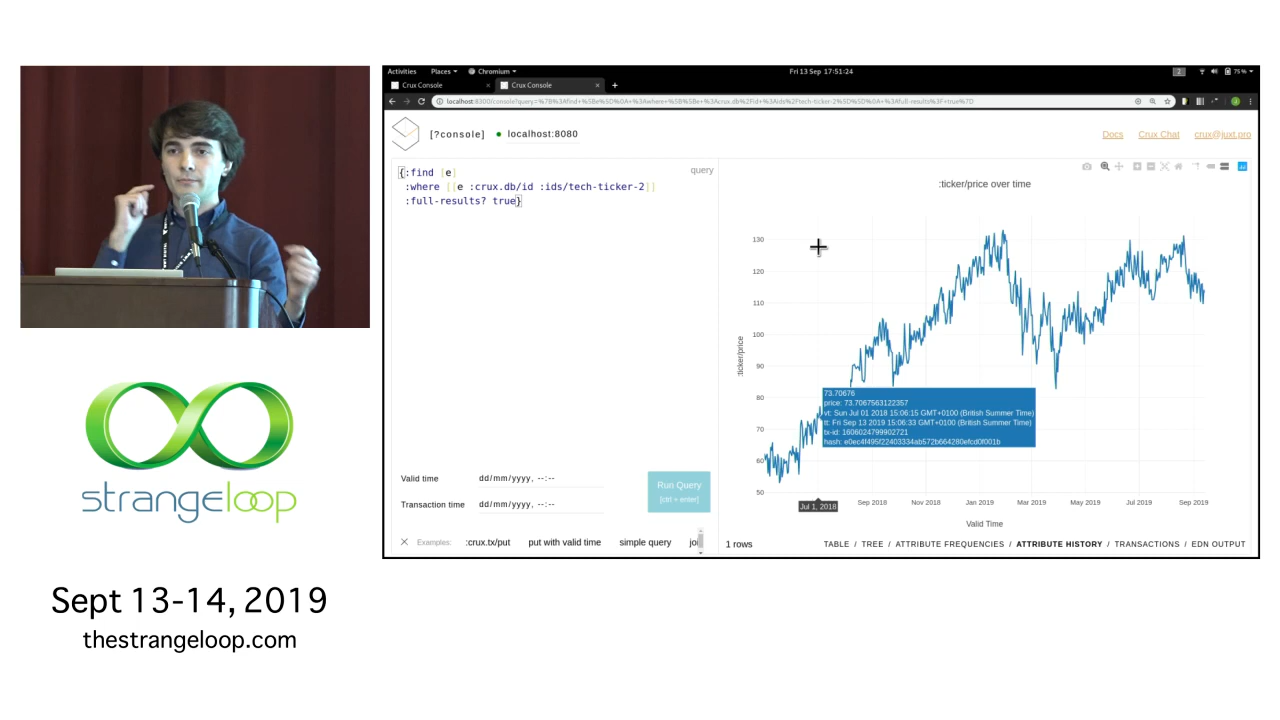 Activities Places Chromium Fri 13 Sep 17:51:24 2 75%
Crux Console × Crux Console × +
[?console] localhost:8080 Docs Crux Chat crux@juxt.pro
query
{:find [e]
:where [[e :crux.db/id :ids/tech-ticker-2]]
:full-results? true}
:ticker/price over time
130
120
110
100
90
80
70
60
50
:ticker/price
73.70676
price: 73.7067563122357
vt: Sun Jul 01 2018 15:06:15 GMT+0100 (British Summer Time)
tt: Fri Sep 13 2019 15:06:33 GMT+0100 (British Summer Time)
tx-id: 1606024799902721
hash: e0ec4f495f22403334ab572b664280efcd0f001b
Jul 1, 2018 Sep 2018 Nov 2018 Jan 2019 Mar 2019 May 2019 Jul 2019 Sep 2019
Valid Time
Valid time dd/mm/yyyy, --:--
Transaction time dd/mm/yyyy, --:--
Run Query
[ctrl + enter]
Examples: :crux.tx/put put with valid time simple query
1 rows TABLE / TREE / ATTRIBUTE FREQUENCIES / ATTRIBUTE HISTORY / TRANSACTIONS / EDN OUTPUT
strangeloop
Sept 13-14, 2019
thestrangeloop.com